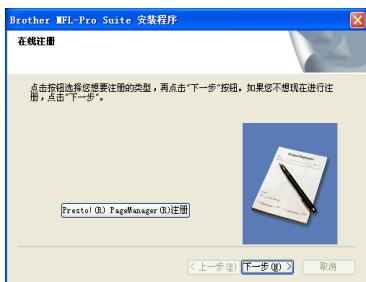 Brother MFL-Pro Suite 安装程序
在线注册
点击按钮选择您想要注册的类型，再点击“下一步”按钮。如果您不想现在进行注
册，点击“下一步”。
Presto!(R) PageManager(R)注册
< 上一步(B) 下一步(N) > 取消